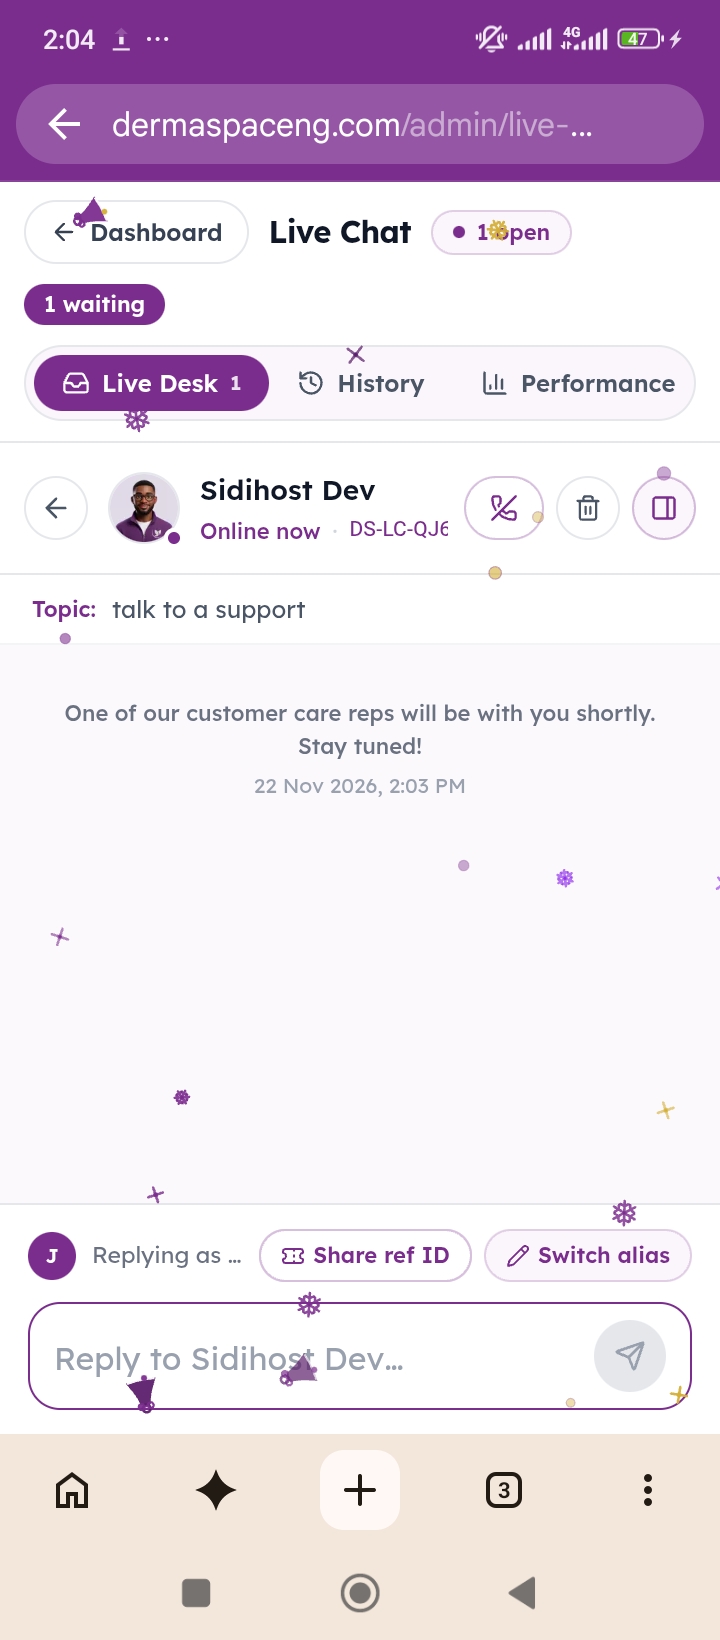 2:04
4G
47
dermaspaceng.com/admin/live-...
Dashboard
Live Chat
1 open
1 waiting
Live Desk 1
History
Performance
Sidihost Dev
Online now · DS-LC-QJ6
Topic: talk to a support
One of our customer care reps will be with you shortly.
Stay tuned!
22 Nov 2026, 2:03 PM
J
Replying as ...
Share ref ID
Switch alias
Reply to Sidihost Dev...
3